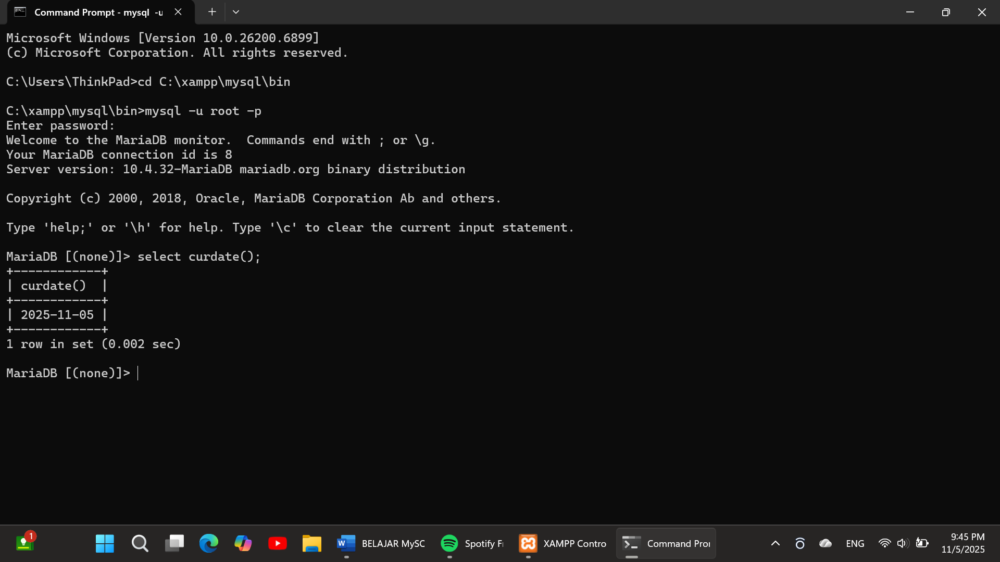 Command Prompt - mysql  -u
Microsoft Windows [Version 10.0.26200.6899]
(c) Microsoft Corporation. All rights reserved.
C:\Users\ThinkPad>cd C:\xampp\mysql\bin
C:\xampp\mysql\bin>mysql -u root -p
Enter password:
Welcome to the MariaDB monitor.  Commands end with ; or \g.
Your MariaDB connection id is 8
Server version: 10.4.32-MariaDB mariadb.org binary distribution
Copyright (c) 2000, 2018, Oracle, MariaDB Corporation Ab and others.
Type 'help;' or '\h' for help. Type '\c' to clear the current input statement.
MariaDB [(none)]> select curdate();
+------------+
| curdate()  |
+------------+
| 2025-11-05 |
+------------+
1 row in set (0.002 sec)
MariaDB [(none)]>
1
BELAJAR MySC
Spotify Fr
XAMPP Contro
Command Pror
ENG
9:45 PM
11/5/2025